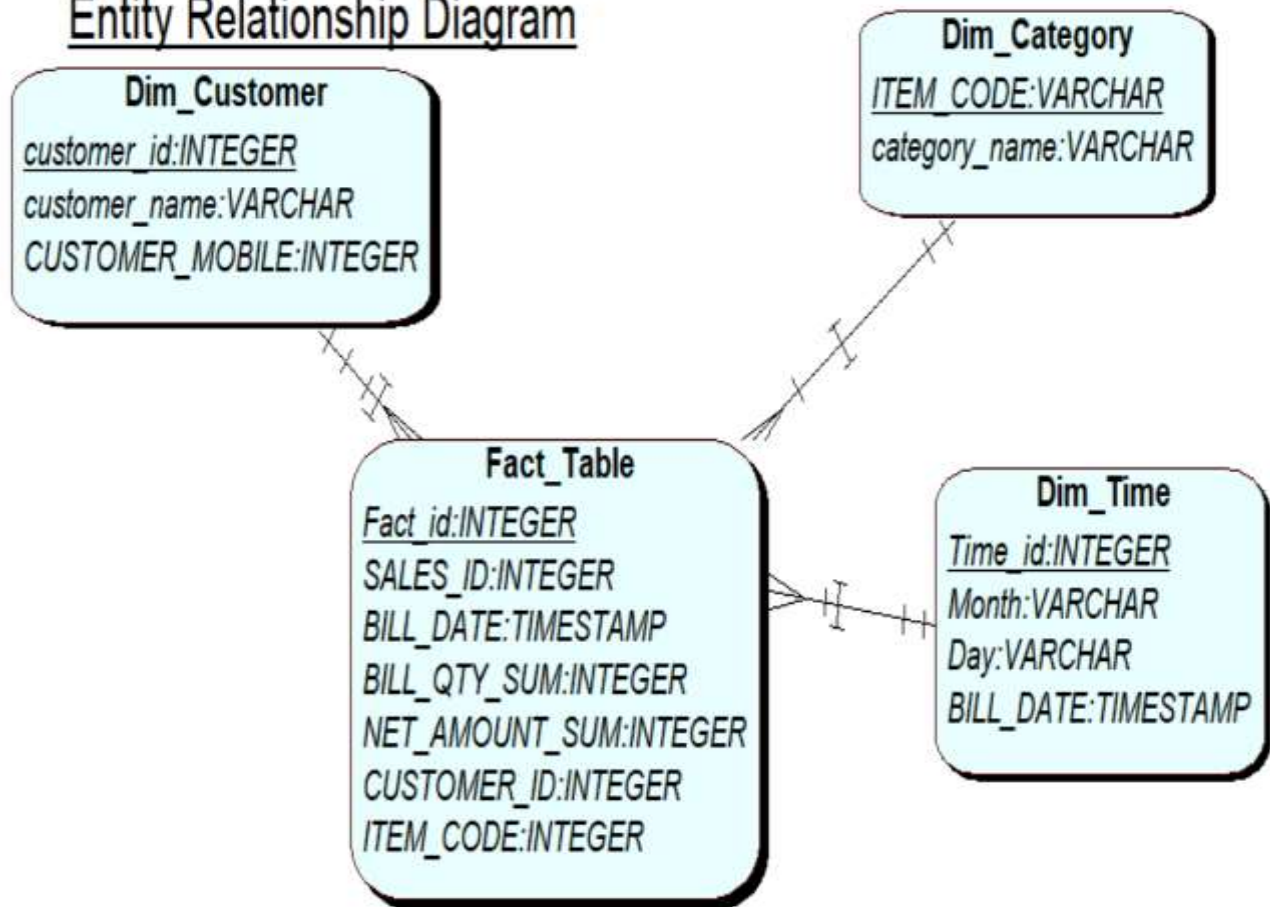 Entity Relationship Diagram
Dim_Customer
customer_id:INTEGER
customer_name:VARCHAR
CUSTOMER_MOBILE:INTEGER
Dim_Category
ITEM_CODE:VARCHAR
category_name:VARCHAR
Fact_Table
Fact_id:INTEGER
SALES_ID:INTEGER
BILL_DATE:TIMESTAMP
BILL_QTY_SUM:INTEGER
NET_AMOUNT_SUM:INTEGER
CUSTOMER_ID:INTEGER
ITEM_CODE:INTEGER
Dim_Time
Time_id:INTEGER
Month:VARCHAR
Day:VARCHAR
BILL_DATE:TIMESTAMP